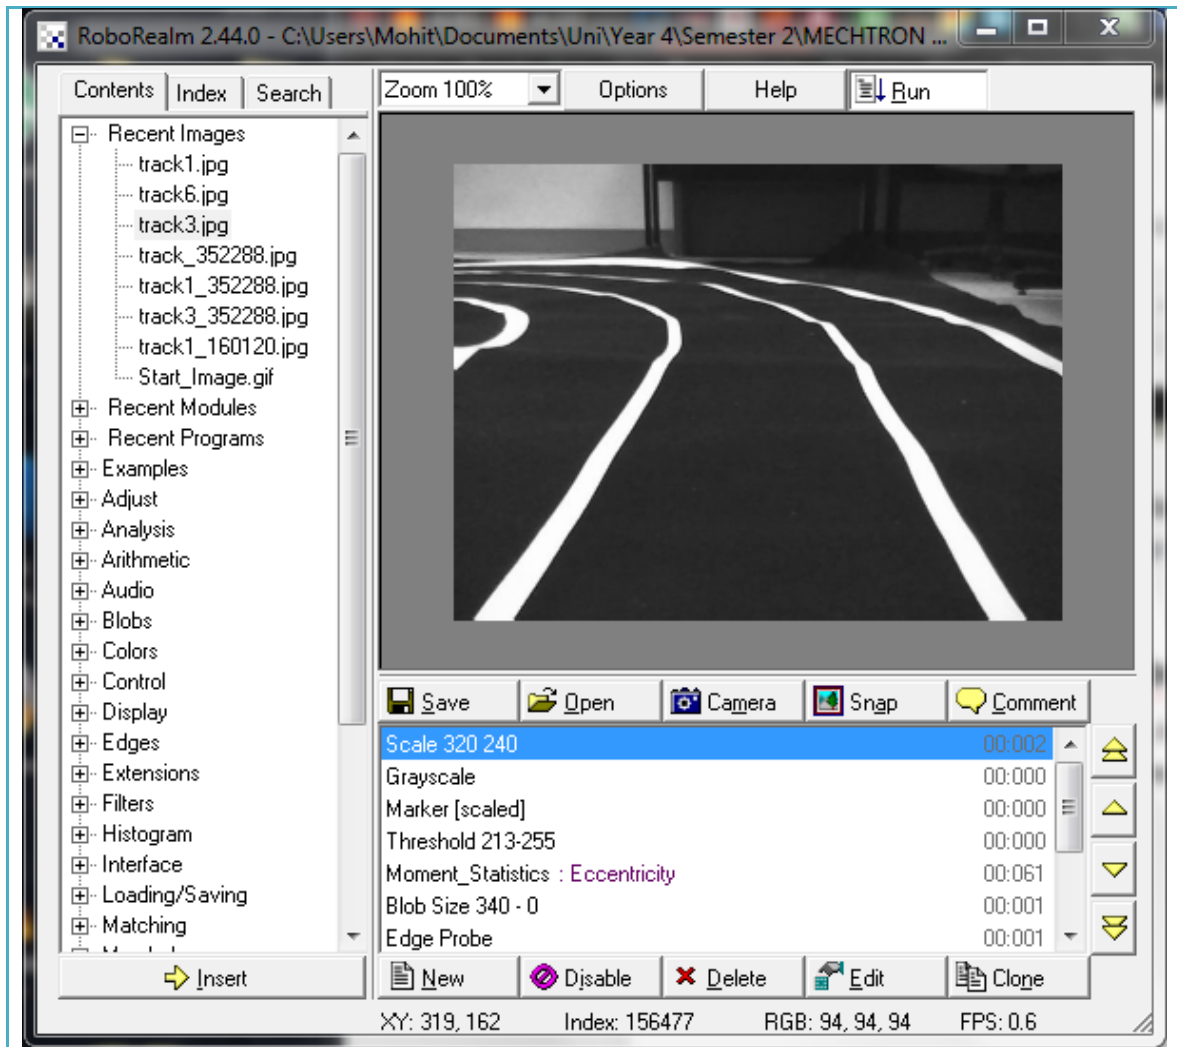 RoboRealm 2.44.0 - C:\Users\Mohit\Documents\Uni\Year 4\Semester 2\MECHTRON ...
Contents Index Search
Zoom 100% Options Help Run
Recent Images
track1.jpg
track6.jpg
track3.jpg
track_352288.jpg
track1_352288.jpg
track3_352288.jpg
track1_160120.jpg
Start_Image.gif
Recent Modules
Recent Programs
Examples
Adjust
Analysis
Arithmetic
Audio
Blobs
Colors
Control
Display
Edges
Extensions
Filters
Histogram
Interface
Loading/Saving
Matching
Insert
Save Open Camera Snap Comment
Scale 320 240 00:002
Grayscale 00:000
Marker [scaled] 00:000
Threshold 213-255 00:000
Moment_Statistics : Eccentricity 00:061
Blob Size 340 - 0 00:001
Edge Probe 00:001
New Disable Delete Edit Clone
XY: 319, 162 Index: 156477 RGB: 94, 94, 94 FPS: 0.6